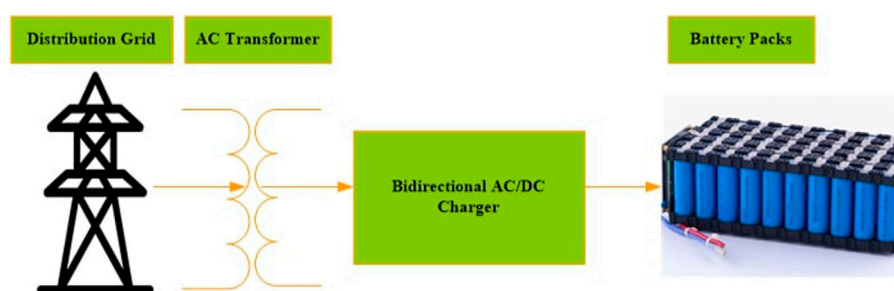 Distribution Grid
AC Transformer
Battery Packs
Bidirectional AC/DC
Charger